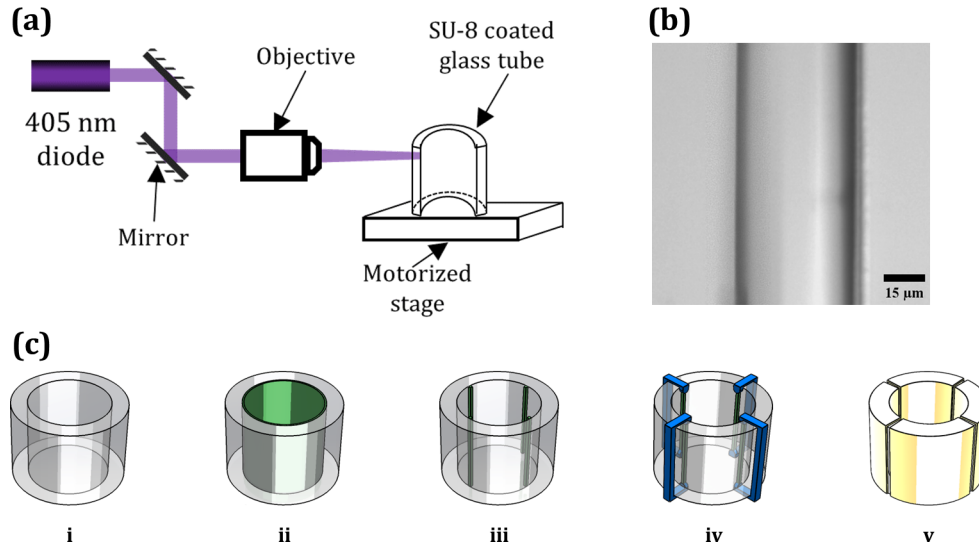 (a)
405 nm
diode
Mirror
Objective
SU-8 coated
glass tube
Motorized
stage
(b)
15 µm
(c)
i
ii
iii
iv
v